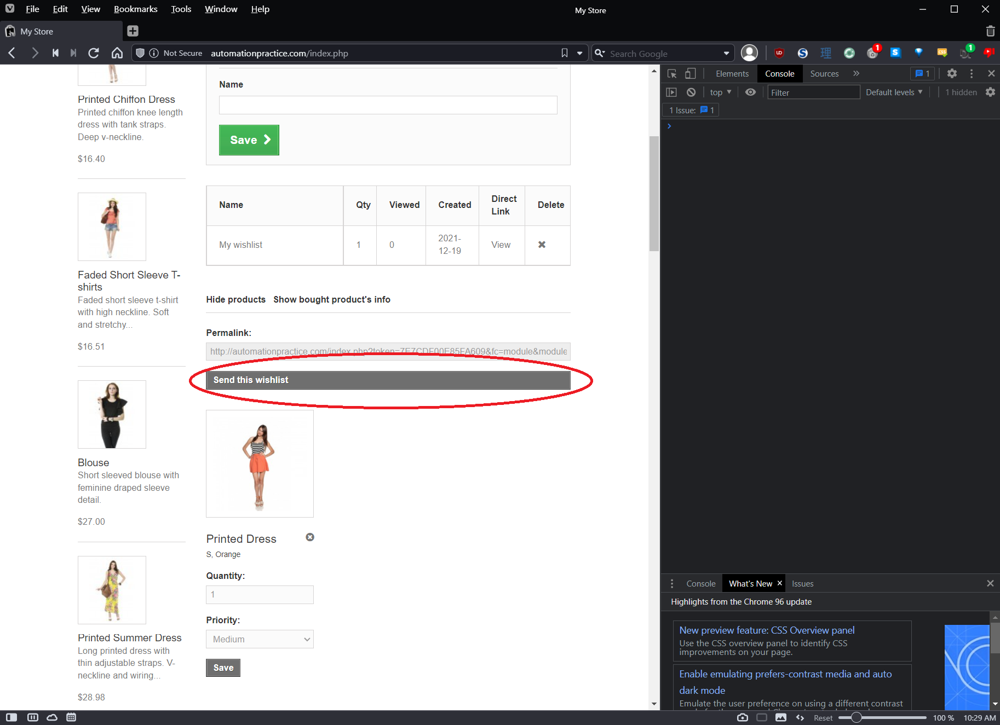 File Edit View Bookmarks Tools Window Help
My Store
My Store
Not Secure automationpractice.com/index.php
Search Google
1
1
Printed Chiffon Dress
Printed chiffon knee length
dress with tank straps.
Deep v-neckline.
$16.40
Faded Short Sleeve T-
shirts
Faded short sleeve t-shirt
with high neckline. Soft
and stretchy...
$16.51
Blouse
Short sleeved blouse with
feminine draped sleeve
detail.
$27.00
Printed Summer Dress
Long printed dress with
thin adjustable straps. V-
neckline and wiring...
$28.98
Name
Save
Name Qty Viewed Created Direct Link Delete
My wishlist 1 0 2021-12-19 View
Hide products Show bought product's info
Permalink:
http://automationpractice.com/index.php?token=7E7CDF00E85FA609&fc=module&module
Send this wishlist
Printed Dress
S, Orange
Quantity:
1
Priority:
Medium
Save
Elements Console Sources 1
top Filter Default levels 1 hidden
1 Issue: 1
Console What's New Issues
Highlights from the Chrome 96 update
New preview feature: CSS Overview panel
Use the CSS overview panel to identify CSS
improvements on your page.
Enable emulating prefers-contrast media and auto
dark mode
Emulate the user preference on using a different contrast
Reset 100 % 10:29 AM